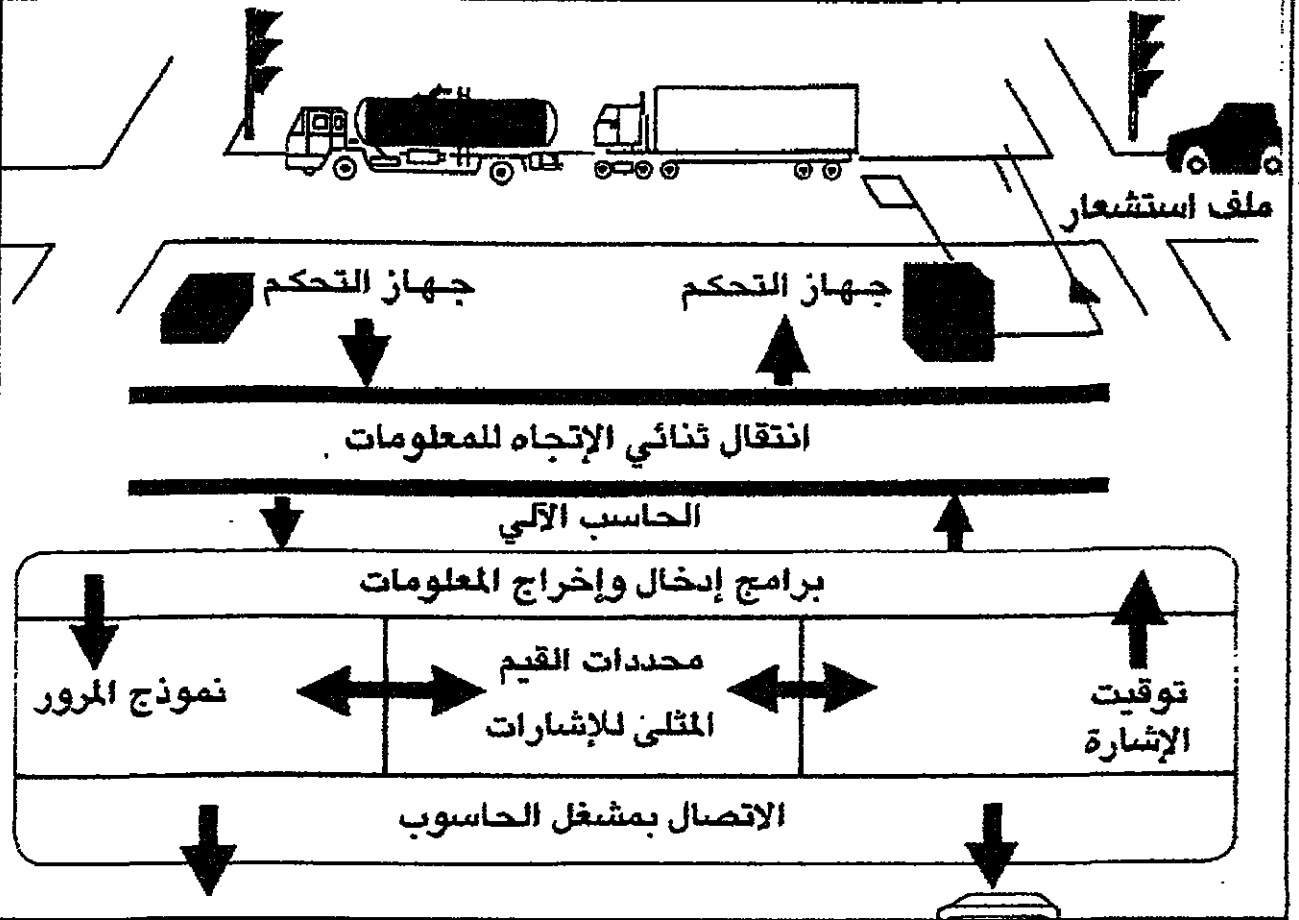 ملف استشعار
جهاز التحكم
جهاز التحكم
انتقال ثنائي الإتجاه للمعلومات
الحاسب الآلي
برامج إدخال وإخراج المعلومات
توقيت
الإشارة
محددات القيم
المثلى للإشارات
نموذج المرور
الاتصال بمشغل الحاسوب